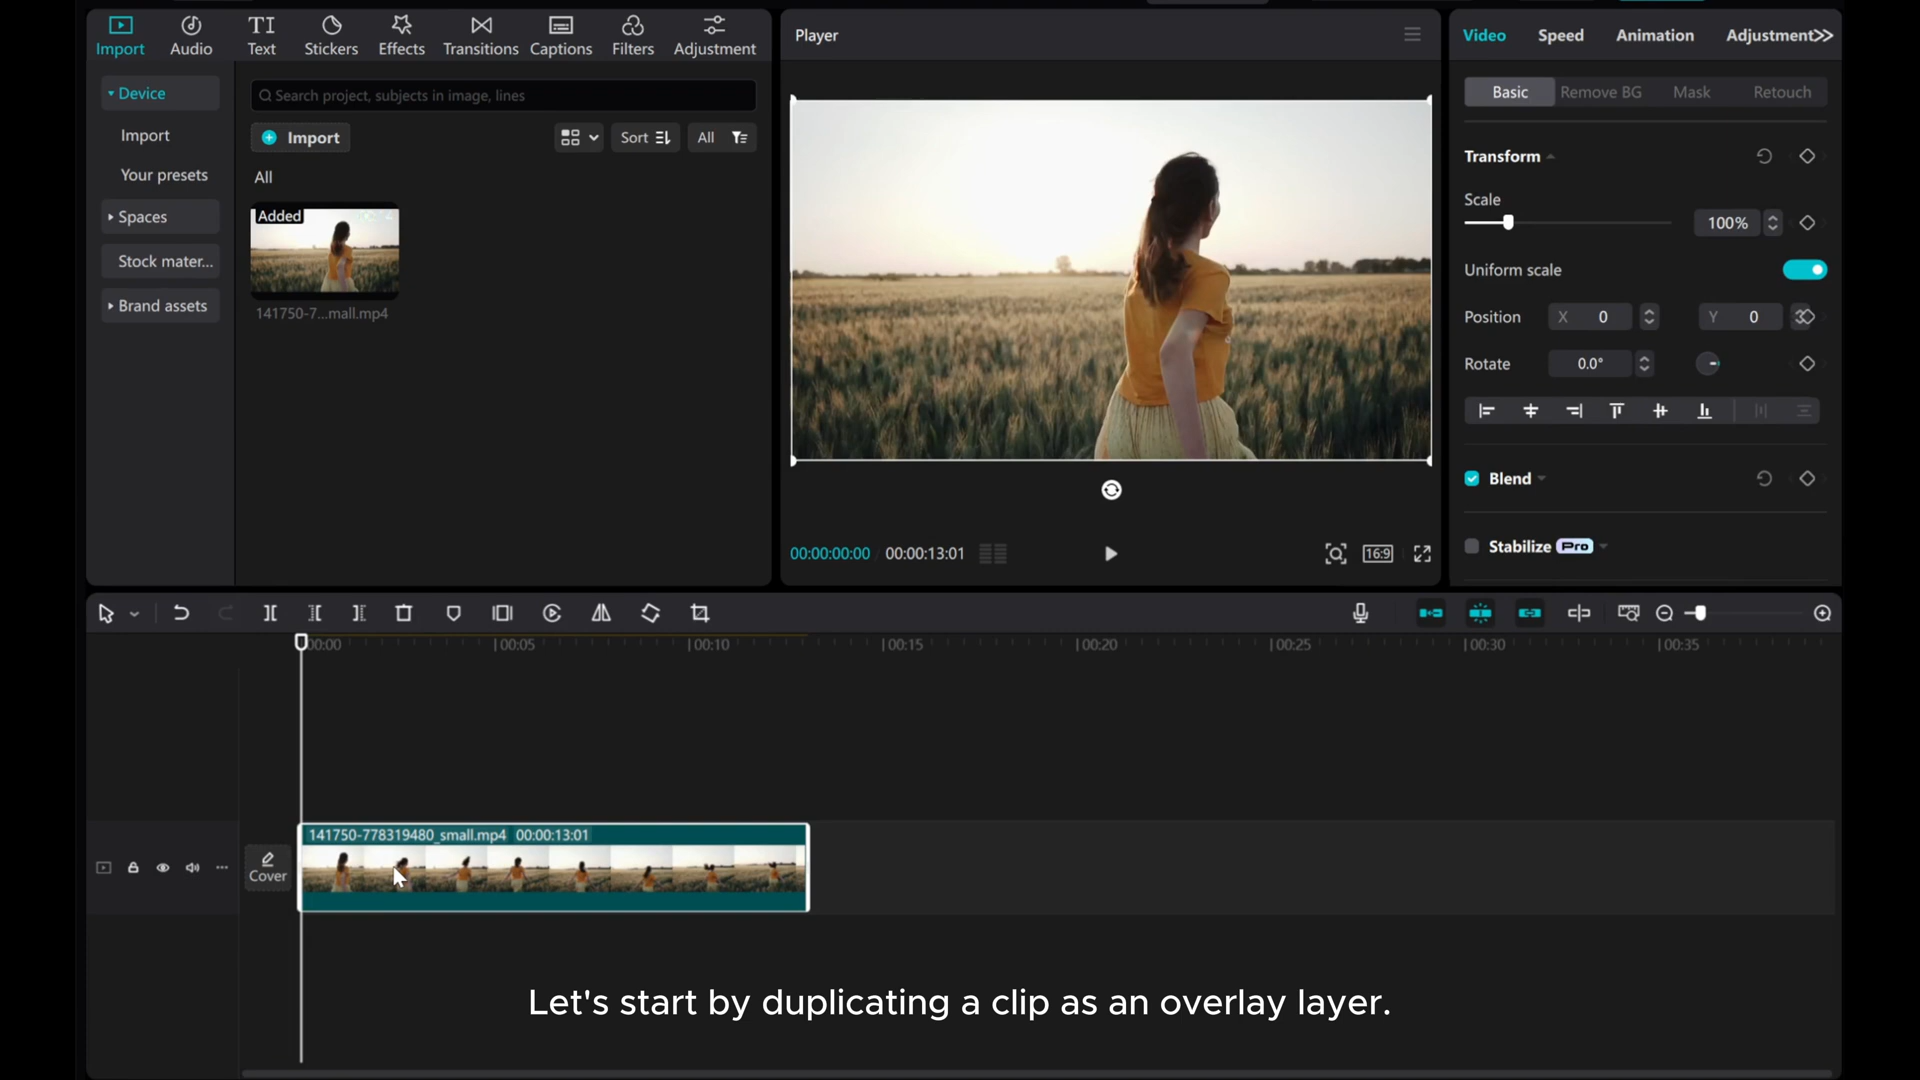 Import
Audio
TI
Text
Stickers
Effects
Transitions
Captions
Filters
Adjustment
Device
Import
Your presets
Spaces
Stock mater...
Brand assets
Search project, subjects in image, lines
Import
Sort
All
All
Added
141750-7...mall.mp4
Player
00:00:00:00
00:00:13:01
16:9
Video
Speed
Animation
Adjustment
Basic
Remove BG
Mask
Retouch
Transform
Scale
100%
Uniform scale
Position X 0 Y 0
Rotate 0.0°
Blend
Stabilize Pro
00:00 00:05 00:10 00:15 00:20 00:25 00:30 00:35
141750-778319480_small.mp4 00:00:13:01
Cover
Let's start by duplicating a clip as an overlay layer.